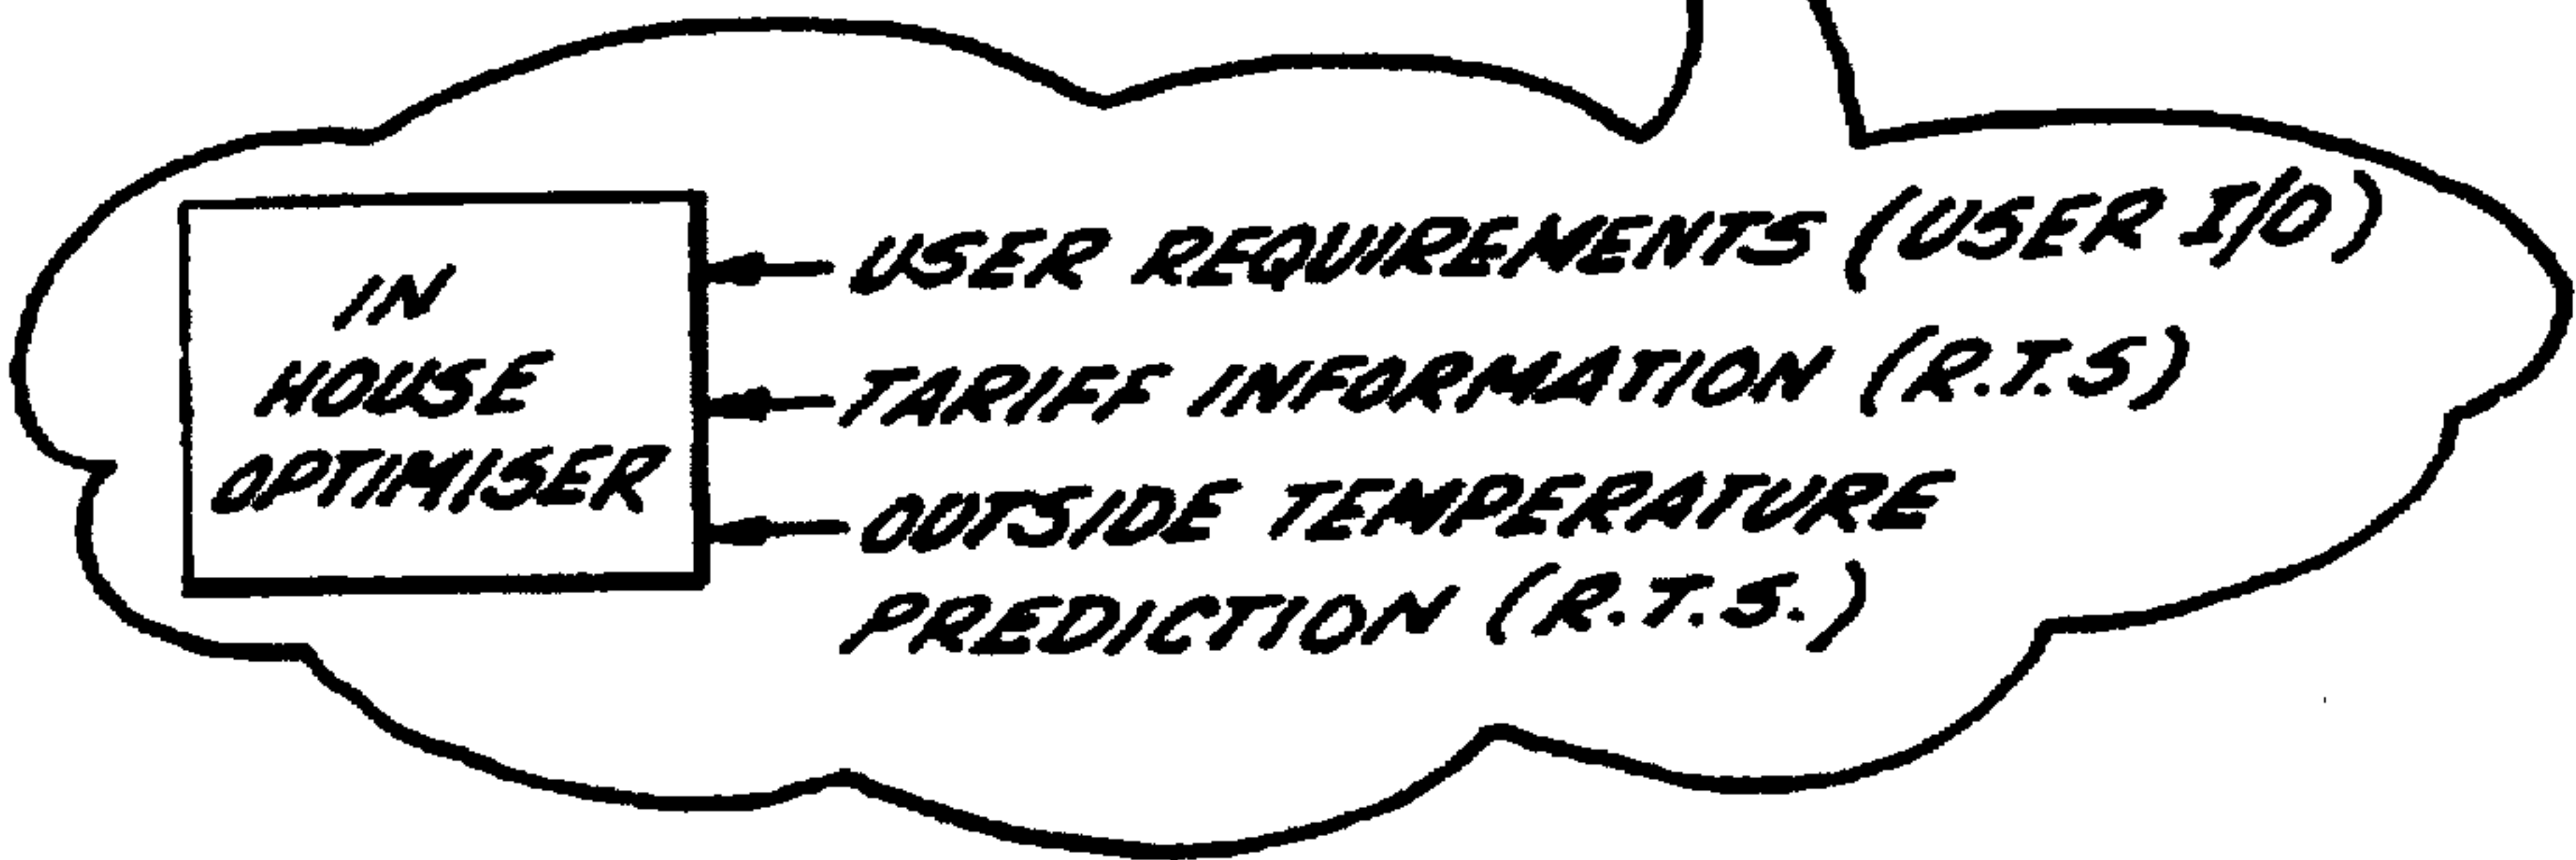 IN
HOUSE
OPTIMISER
USER REQUIREMENTS (USER I/O)
TARIFF INFORMATION (R.T.S)
OUTSIDE TEMPERATURE
PREDICTION (R.T.S.)